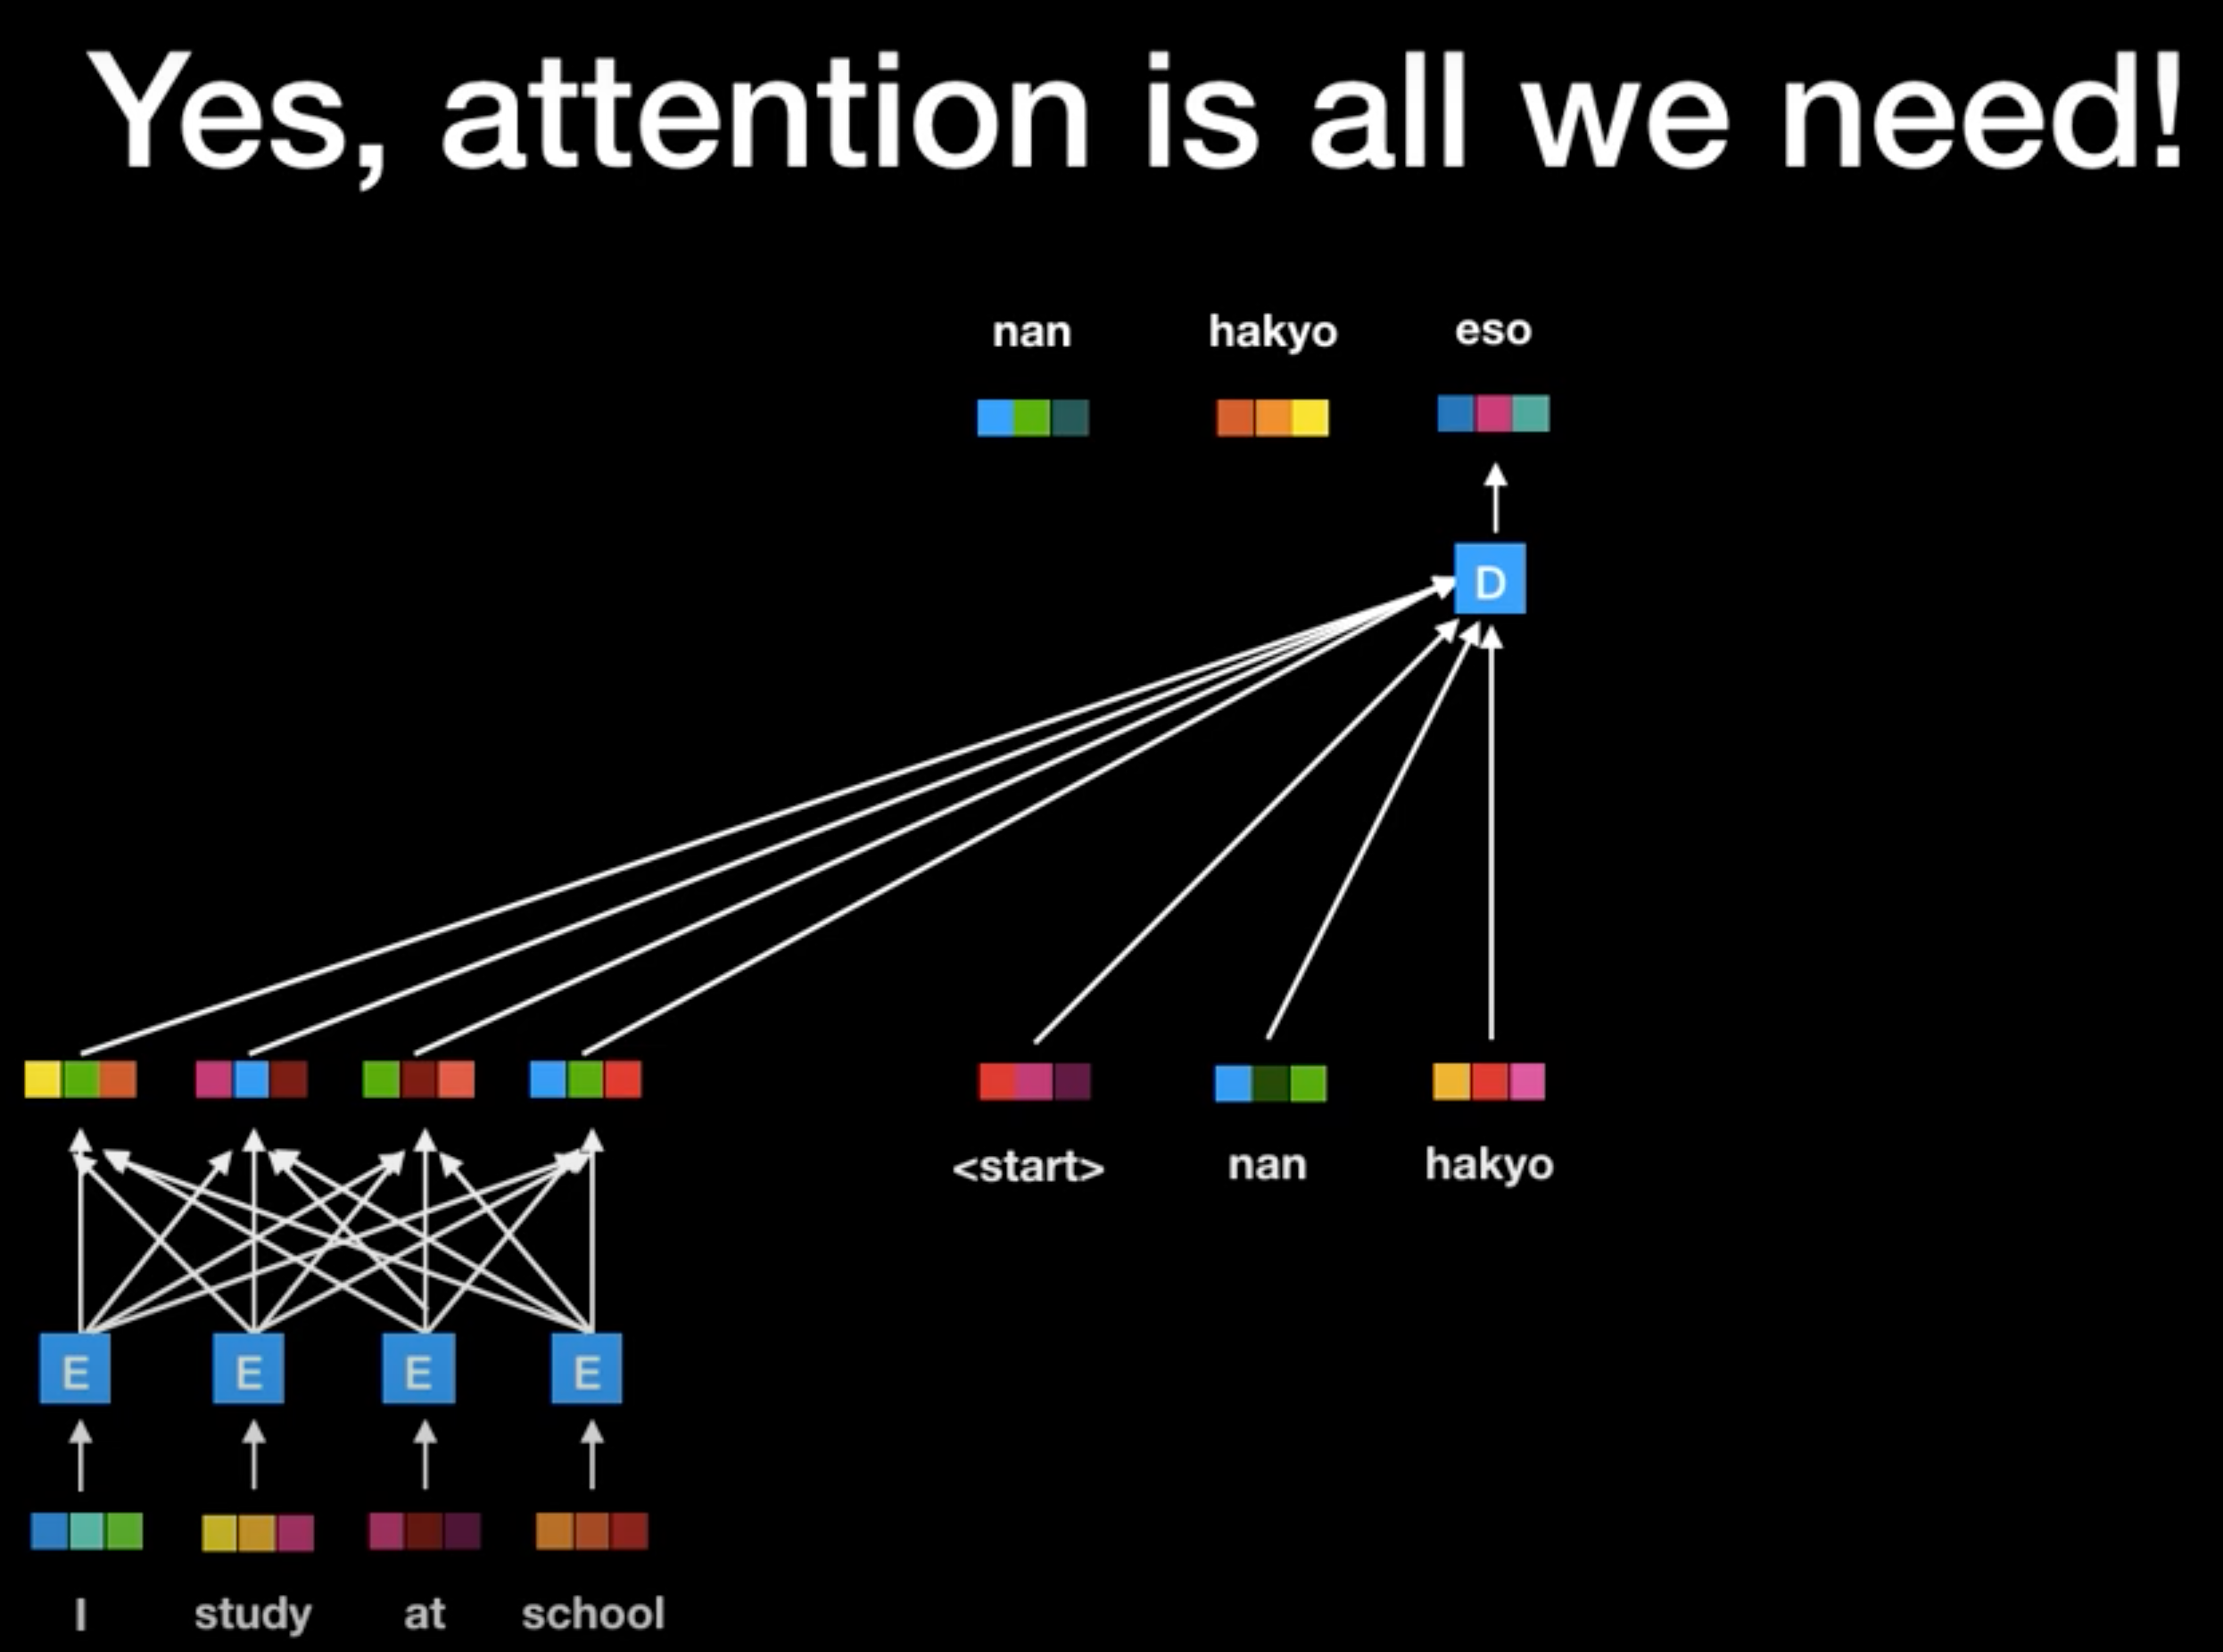 Yes, attention is all we need!
nan hakyo eso
D
<start> nan hakyo
E E E E
I study at school